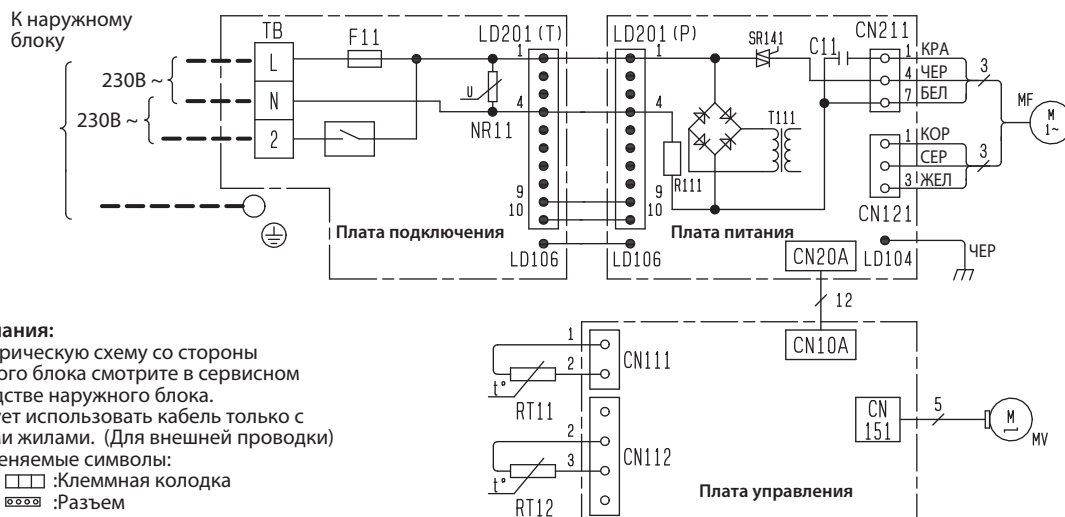 К наружному
блоку
TB
F11
LD201 (T)
LD201 (P)
SR141
C11
CN211
230В ~
230В ~
L
N
2
U
NR11
1
4
9
10
1
4
9
10
R111
T111
1 КРА
4 ЧЕР
7 БЕЛ
3
MF
M
1~
1 КОР
СЕР
3 ЖЕЛ
3
CN121
Плата подключения
Плата питания
LD106
LD106
CN20A
LD104
ЧЕР
12
CN10A
ания:
рическую схему со стороны
ого блока смотрите в сервисном
дстве наружного блока.
ует использовать кабель только с
ми жилами. (Для внешней проводки)
еняемые символы:
:Клеммная колодка
:Разъем
1
2
CN111
t°
RT11
2
3
CN112
t°
RT12
CN
151
5
M
MV
Плата управления